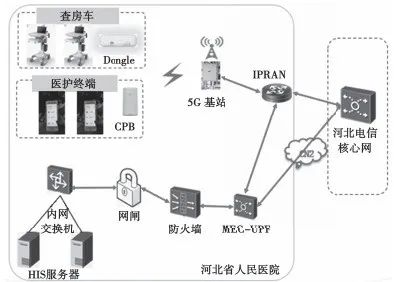 查房车
Dongle
医护终端
CPB
5G 基站
IPRAN
河北电信
核心网
CN2
内网
交换机
网闸
防火墙
MEC-UPF
HIS服务器
河北省人民医院